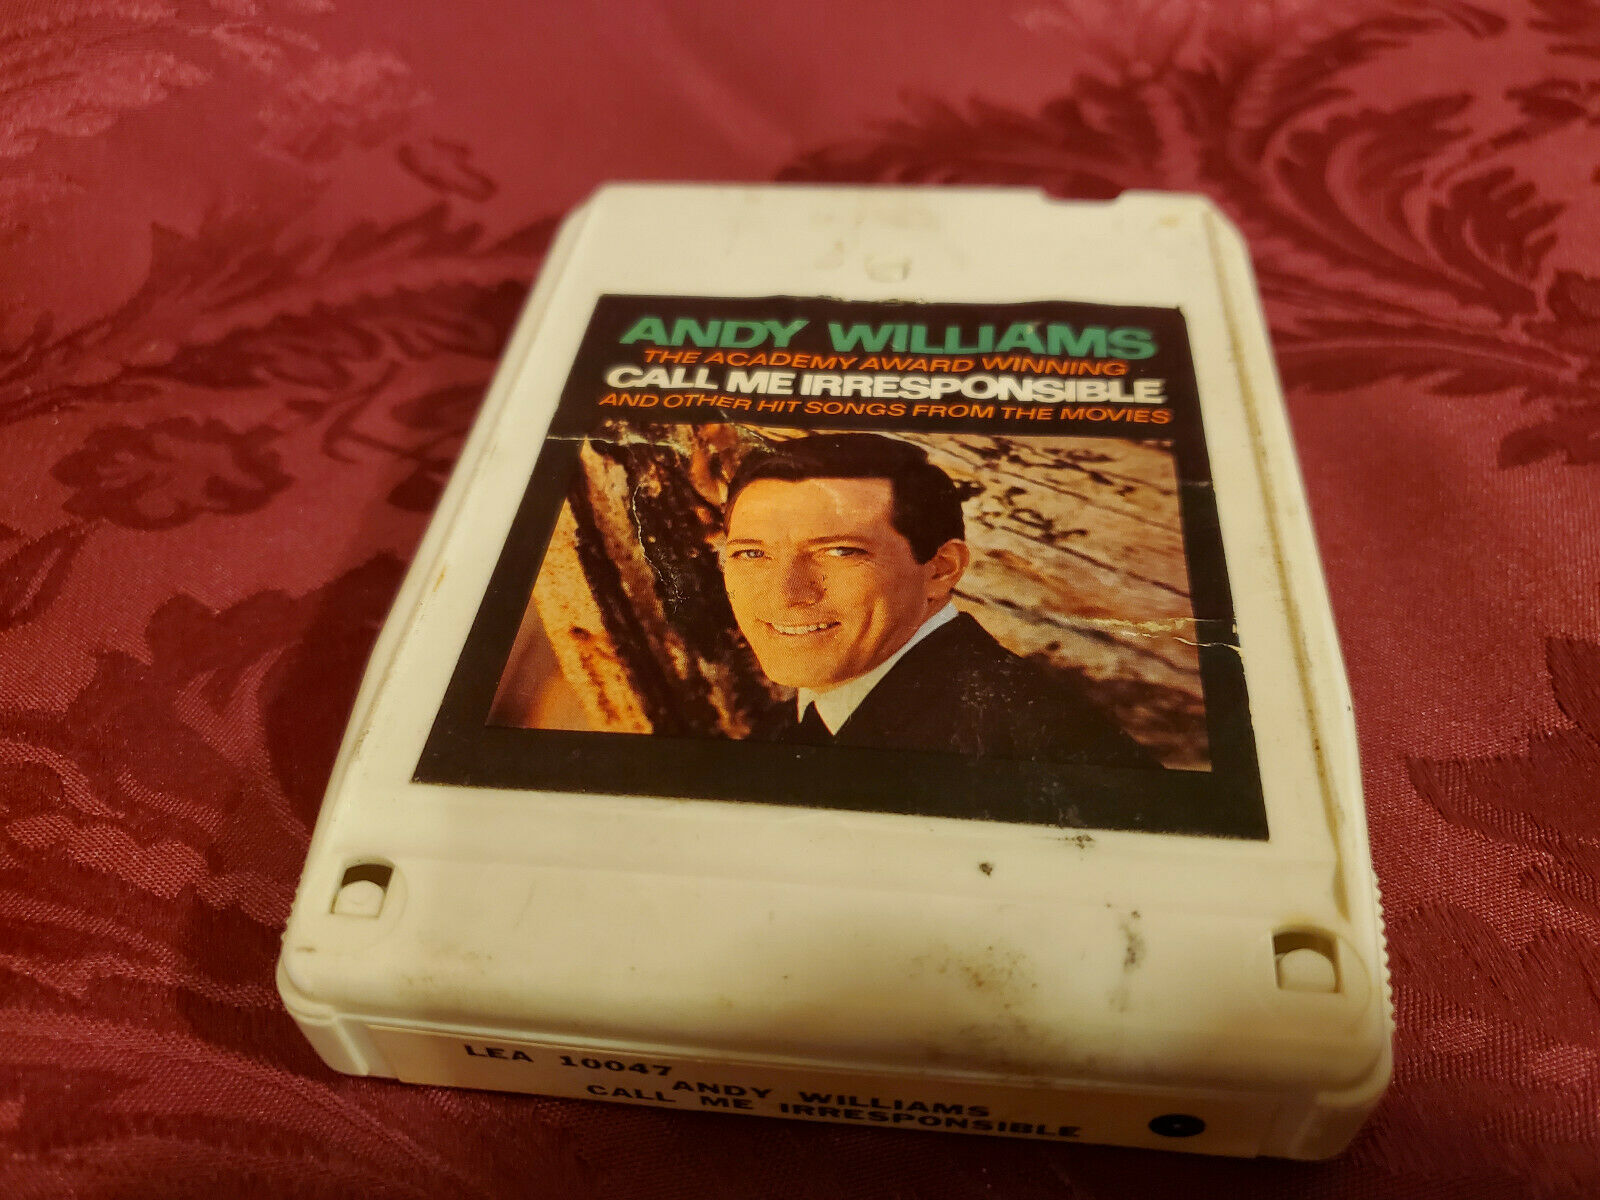 ANDY WILLIAMS
THE ACADEMY AWARD WINNING
CALL ME IRRESPONSIBLE
AND OTHER HIT SONGS FROM THE MOVIES
LEA 10047
ANDY WILLIAMS
CALL ME IRRESPONSIBLE